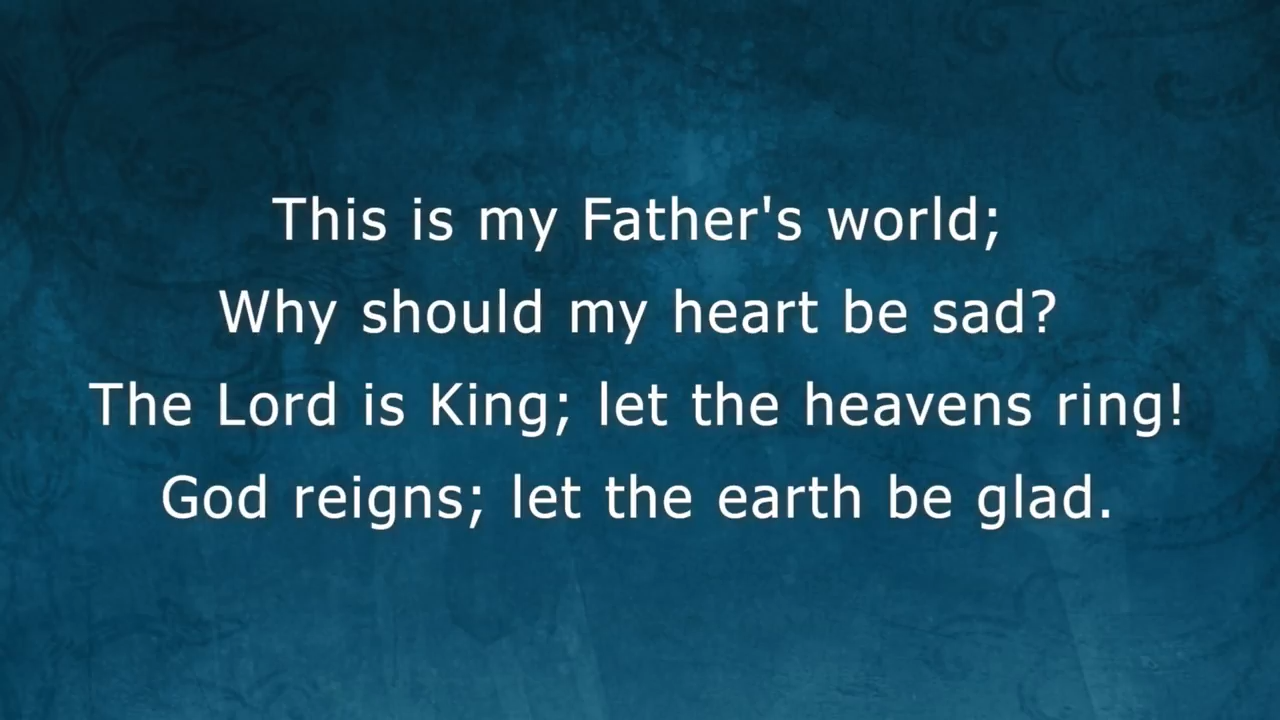 This is my Father's world;
Why should my heart be sad?
The Lord is King; let the heavens ring!
God reigns; let the earth be glad.